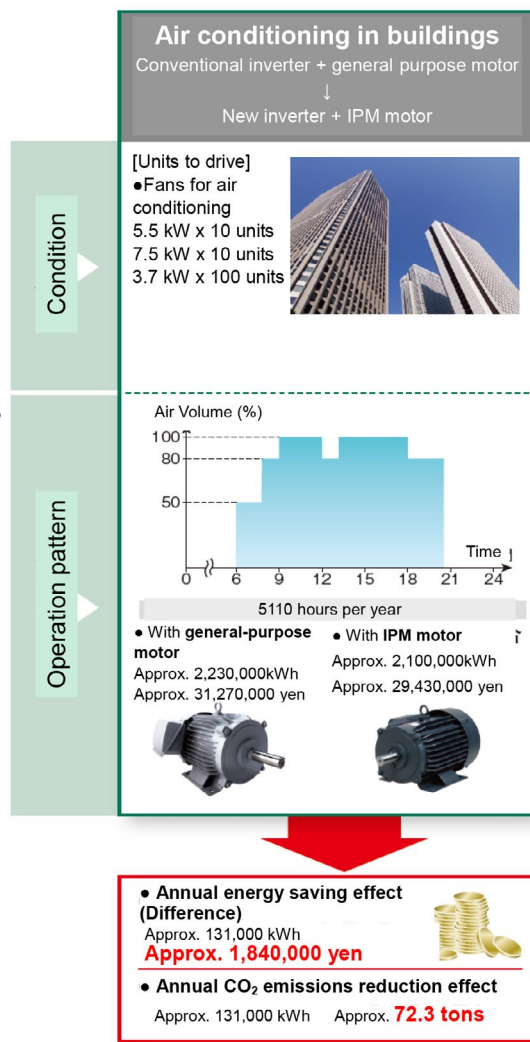 Air conditioning in buildings
Conventional inverter + general purpose motor
↓
New inverter + IPM motor
Condition
[Units to drive]
●Fans for air
conditioning
5.5 kW x 10 units
7.5 kW x 10 units
3.7 kW x 100 units
Operation pattern
Air Volume (%)
100
80
50
Time
0 6 9 12 15 18 21 24
5110 hours per year
● With general-purpose
motor
Approx. 2,230,000kWh
Approx. 31,270,000 yen
● With IPM motor
Approx. 2,100,000kWh
Approx. 29,430,000 yen
● Annual energy saving effect
(Difference)
Approx. 131,000 kWh
Approx. 1,840,000 yen
● Annual CO₂ emissions reduction effect
Approx. 131,000 kWh Approx. 72.3 tons